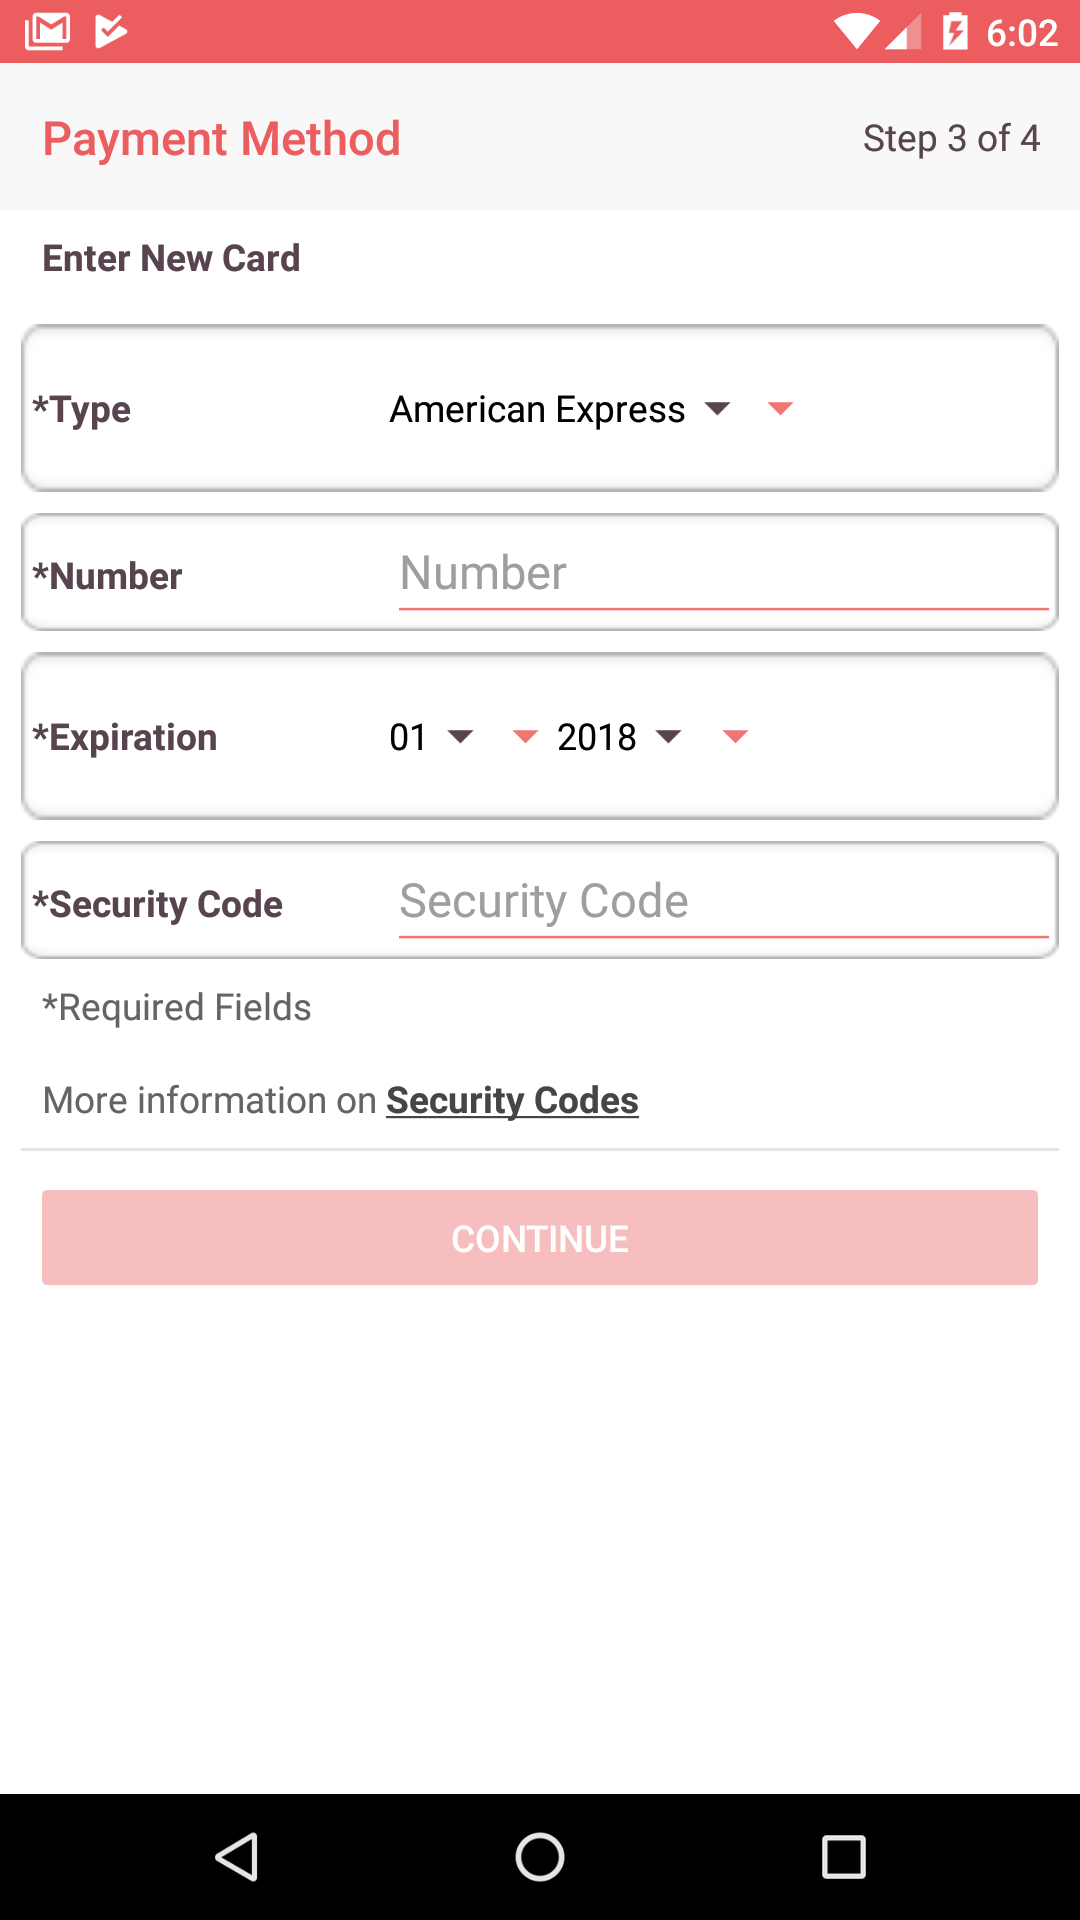 6:02
Payment Method Step 3 of 4
Enter New Card
*Type American Express
*Number Number
*Expiration 01 2018
*Security Code Security Code
*Required Fields
More information on Security Codes
CONTINUE